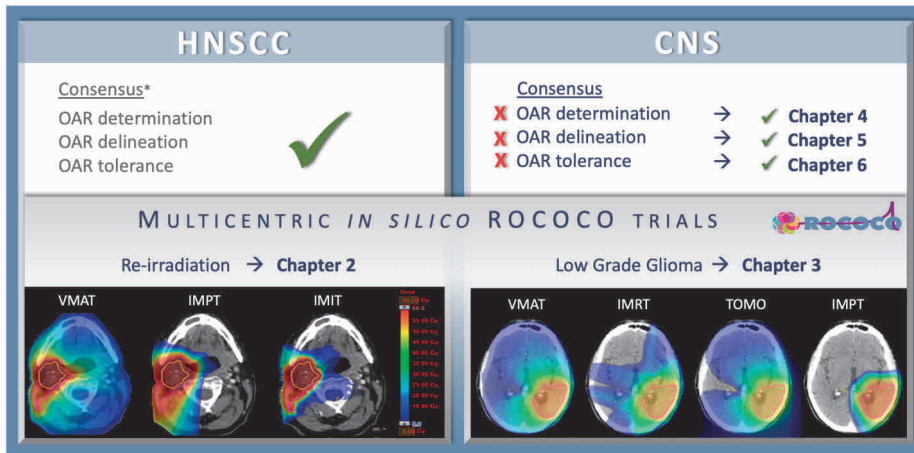 HNSCC
Consensus*
OAR determination
OAR delineation
OAR tolerance
CNS
Consensus
X OAR determination → ✓ Chapter 4
X OAR delineation → ✓ Chapter 5
X OAR tolerance → ✓ Chapter 6
MULTICENTRIC IN SILICO ROCOCO TRIALS
ROCOCO
Re-irradiation → Chapter 2
VMAT IMPT IMIT
Low Grade Glioma → Chapter 3
VMAT IMRT TOMO IMPT